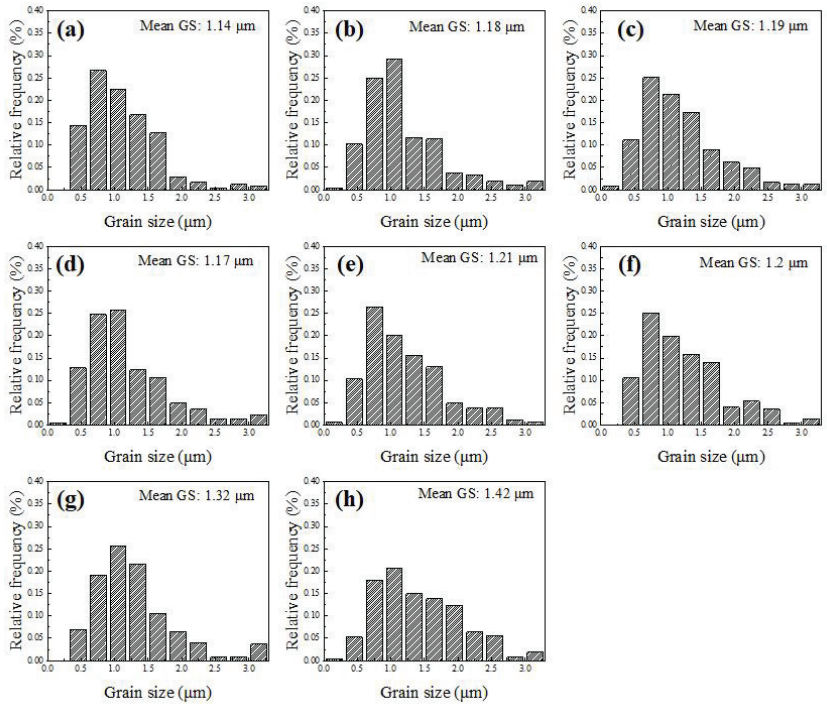 (a) Mean GS: 1.14 μm
Relative frequency (%)
0.40
0.35
0.30
0.25
0.20
0.15
0.10
0.05
0.00
0.0 0.5 1.0 1.5 2.0 2.5 3.0
Grain size (μm)
(b) Mean GS: 1.18 μm
Relative frequency (%)
0.40
0.35
0.30
0.25
0.20
0.15
0.10
0.05
0.00
0.0 0.5 1.0 1.5 2.0 2.5 3.0
Grain size (μm)
(c) Mean GS: 1.19 μm
Relative frequency (%)
0.40
0.35
0.30
0.25
0.20
0.15
0.10
0.05
0.00
0.0 0.5 1.0 1.5 2.0 2.5 3.0
Grain size (μm)
(d) Mean GS: 1.17 μm
Relative frequency (%)
0.40
0.35
0.30
0.25
0.20
0.15
0.10
0.05
0.00
0.0 0.5 1.0 1.5 2.0 2.5 3.0
Grain size (μm)
(e) Mean GS: 1.21 μm
Relative frequency (%)
0.40
0.35
0.30
0.25
0.20
0.15
0.10
0.05
0.00
0.0 0.5 1.0 1.5 2.0 2.5 3.0
Grain size (μm)
(f) Mean GS: 1.2 μm
Relative frequency (%)
0.40
0.35
0.30
0.25
0.20
0.15
0.10
0.05
0.00
0.0 0.5 1.0 1.5 2.0 2.5 3.0
Grain size (μm)
(g) Mean GS: 1.32 μm
Relative frequency (%)
0.40
0.35
0.30
0.25
0.20
0.15
0.10
0.05
0.00
0.0 0.5 1.0 1.5 2.0 2.5 3.0
Grain size (μm)
(h) Mean GS: 1.42 μm
Relative frequency (%)
0.40
0.35
0.30
0.25
0.20
0.15
0.10
0.05
0.00
0.0 0.5 1.0 1.5 2.0 2.5 3.0
Grain size (μm)